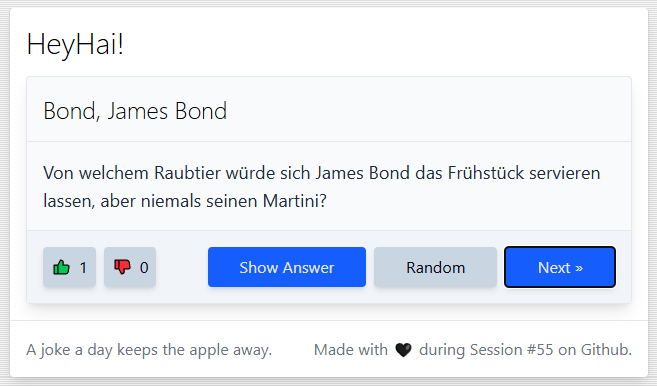 HeyHai!
Bond, James Bond
Von welchem Raubtier würde sich James Bond das Frühstück servieren
lassen, aber niemals seinen Martini?
1 0 Show Answer Random Next »
A joke a day keeps the apple away. Made with 🖤 during Session #55 on Github.